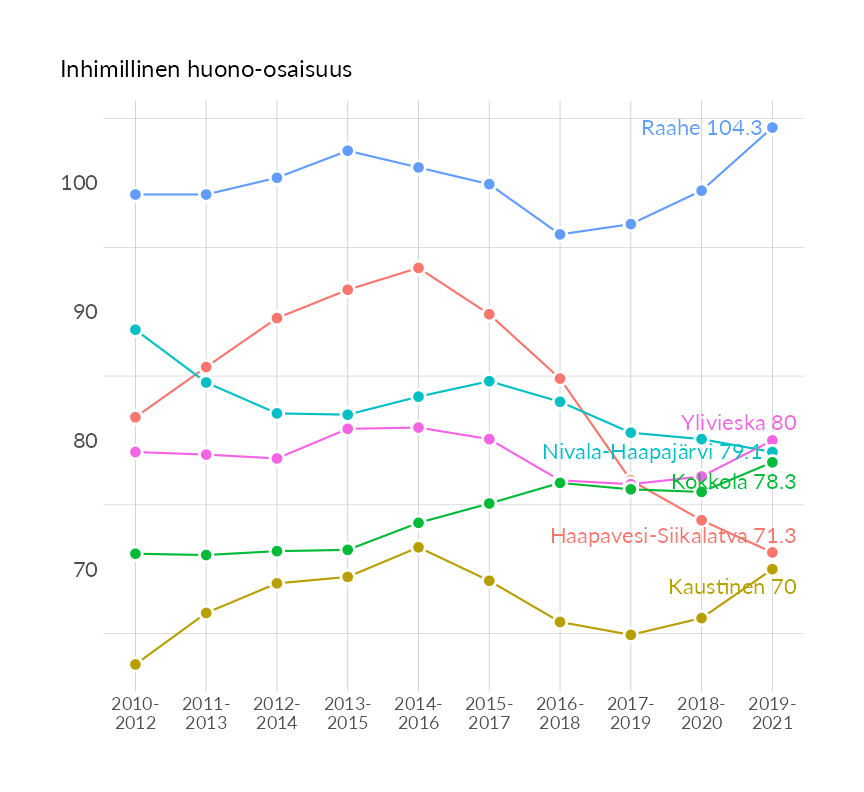 Inhimillinen huono-osaisuus
Raahe 104.3
100
90
Ylivieska 80
80
Nivala-Haapajärvi 79.1
Kokkola 78.3
Haapavesi-Siikalatva 71.3
70
Kaustinen 70
2010- 2011- 2012- 2013- 2014- 2015- 2016- 2017- 2018- 2019-
2012 2013 2014 2015 2016 2017 2018 2019 2020 2021